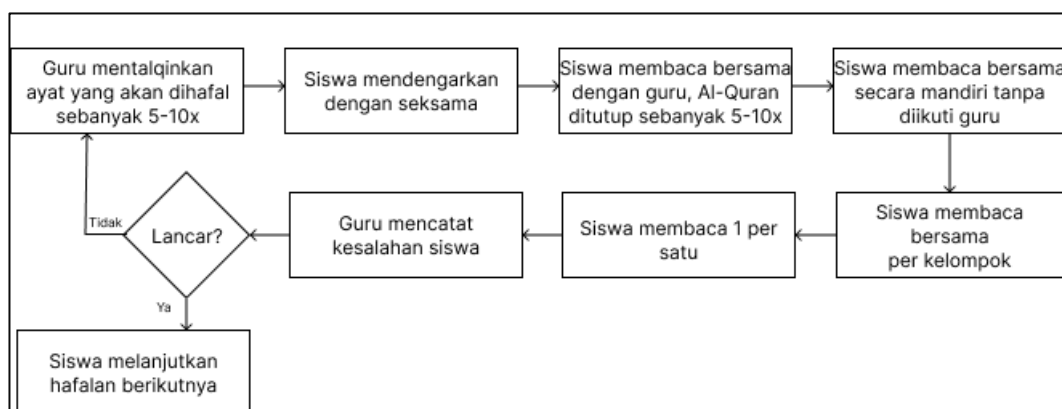 Guru mentalqinkan
ayat yang akan dihafal
sebanyak 5-10x
Siswa mendengarkan
dengan seksama
Siswa membaca bersama
dengan guru, Al-Quran
ditutup sebanyak 5-10x
Siswa membaca bersama
secara mandiri tanpa
diikuti guru
Siswa membaca
bersama
per kelompok
Siswa membaca 1 per
satu
Guru mencatat
kesalahan siswa
Lancar?
Tidak
Ya
Siswa melanjutkan
hafalan berikutnya